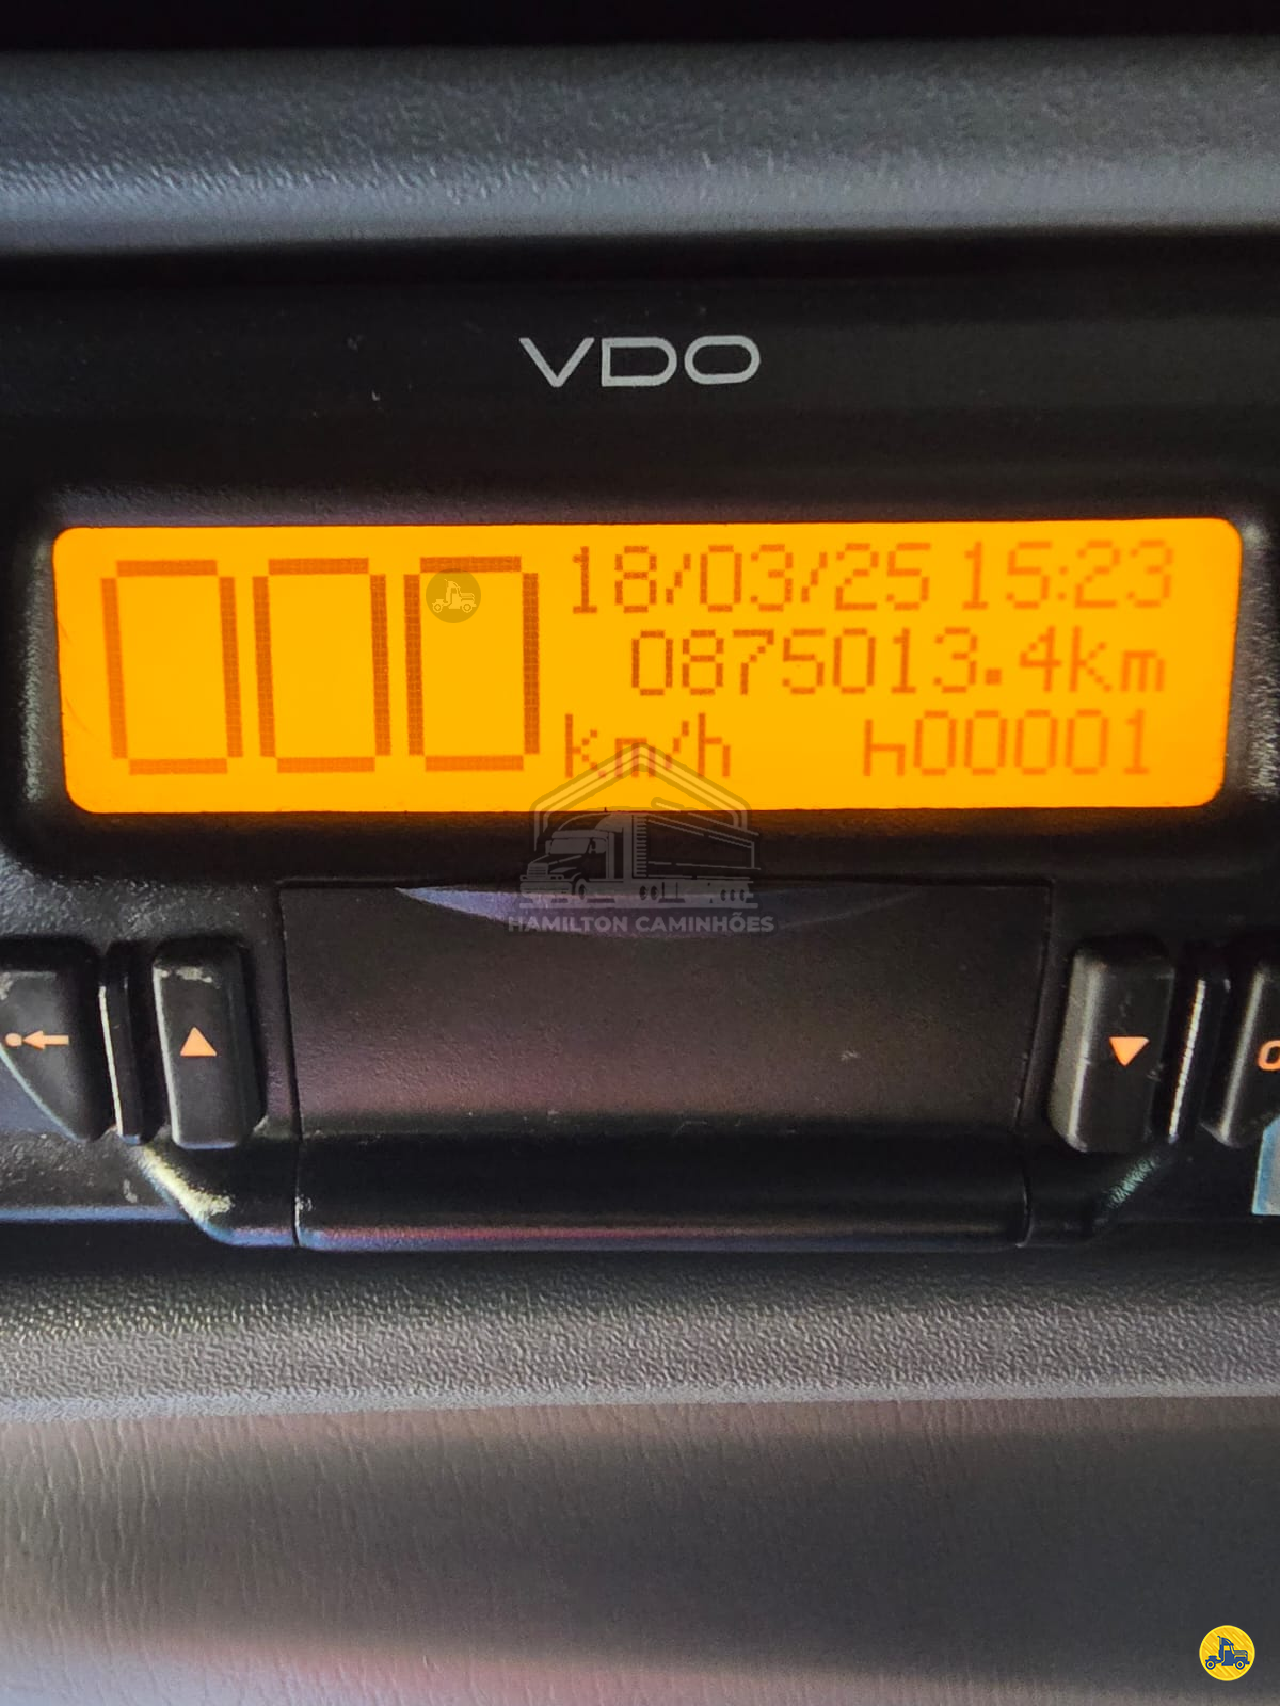 VDO
000
18/03/25 15:23
0875013.4km
km/h
h00001
HAMILTON CAMINHÕES